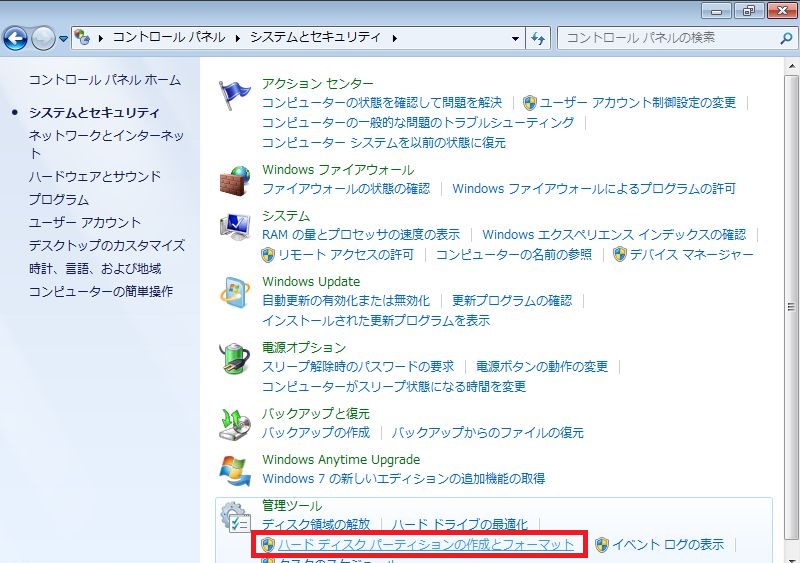 コントロール パネル ▸ システムとセキュリティ ▸
コントロール パネルの検索
コントロール パネル ホーム
システムとセキュリティ
ネットワークとインターネッ
ト
ハードウェアとサウンド
プログラム
ユーザー アカウント
デスクトップのカスタマイズ
時計、言語、および地域
コンピューターの簡単操作
アクション センター
コンピューターの状態を確認して問題を解決 ユーザー アカウント制御設定の変更
コンピューターの一般的な問題のトラブルシューティング
コンピューター システムを以前の状態に復元
Windows ファイアウォール
ファイアウォールの状態の確認 Windows ファイアウォールによるプログラムの許可
システム
RAM の量とプロセッサの速度の表示 Windows エクスペリエンス インデックスの確認
リモート アクセスの許可 コンピューターの名前の参照 デバイス マネージャー
Windows Update
自動更新の有効化または無効化 更新プログラムの確認
インストールされた更新プログラムを表示
電源オプション
スリープ解除時のパスワードの要求 電源ボタンの動作の変更
コンピューターがスリープ状態になる時間を変更
バックアップと復元
バックアップの作成 バックアップからのファイルの復元
Windows Anytime Upgrade
Windows 7 の新しいエディションの追加機能の取得
管理ツール
ディスク領域の解放 ハード ドライブの最適化
ハード ディスク パーティションの作成とフォーマット イベント ログの表示